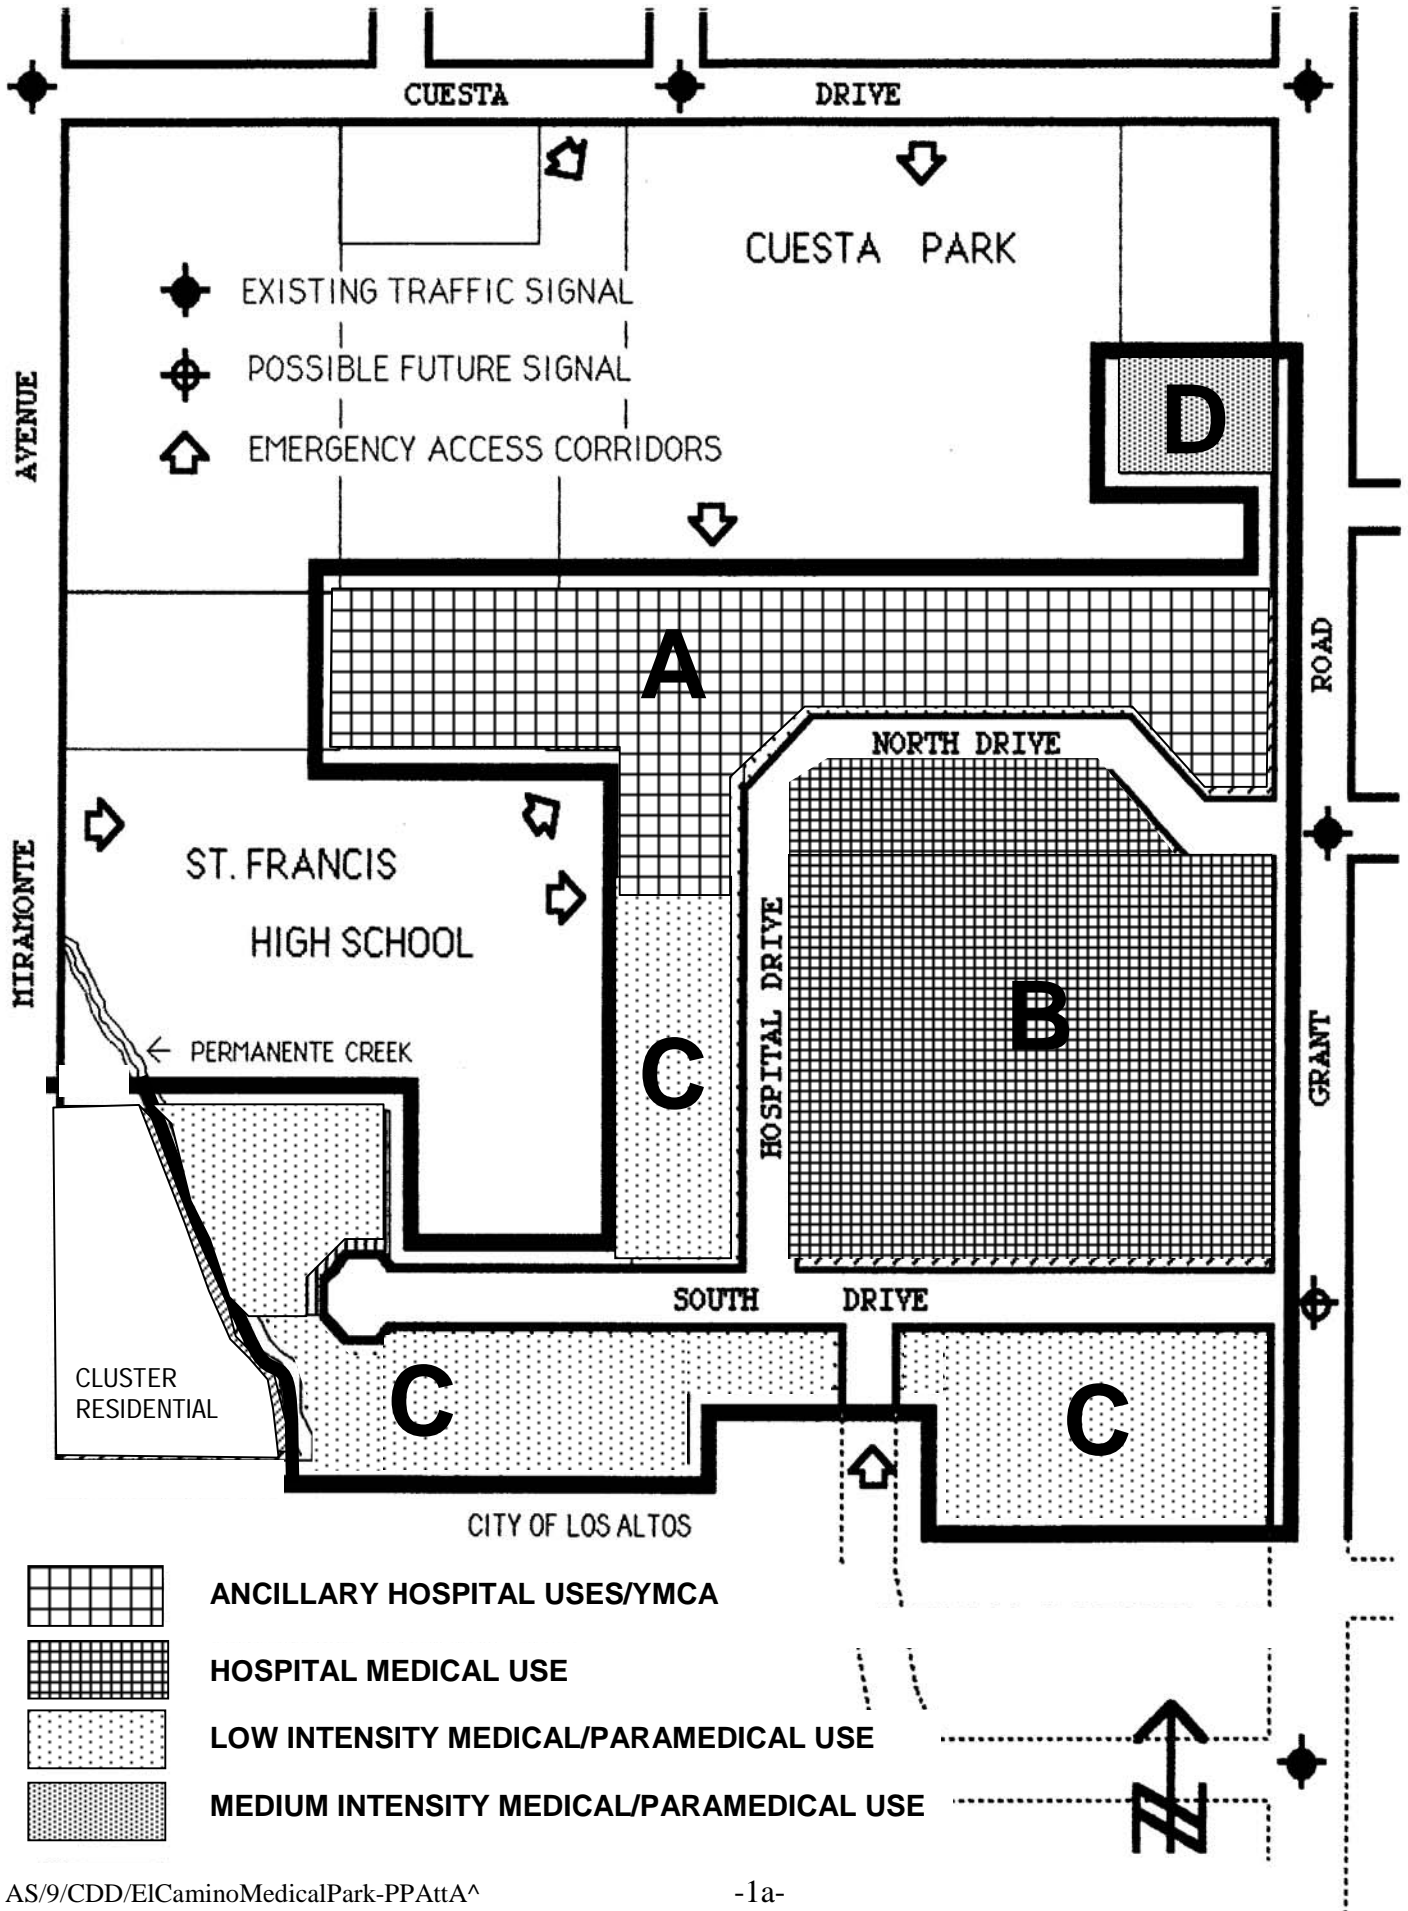 CUESTA DRIVE
CUESTA PARK
EXISTING TRAFFIC SIGNAL
POSSIBLE FUTURE SIGNAL
EMERGENCY ACCESS CORRIDORS
D
AVENUE
MIRAMONTE
ROAD
GRANT
A
NORTH DRIVE
ST. FRANCIS
HIGH SCHOOL
HOSPITAL DRIVE
B
C
PERMANENTE CREEK
SOUTH DRIVE
CLUSTER
RESIDENTIAL
C
C
CITY OF LOS ALTOS
ANCILLARY HOSPITAL USES/YMCA
HOSPITAL MEDICAL USE
LOW INTENSITY MEDICAL/PARAMEDICAL USE
MEDIUM INTENSITY MEDICAL/PARAMEDICAL USE
N
AS/9/CDD/ElCaminoMedicalPark-PPAttA^
-1a-